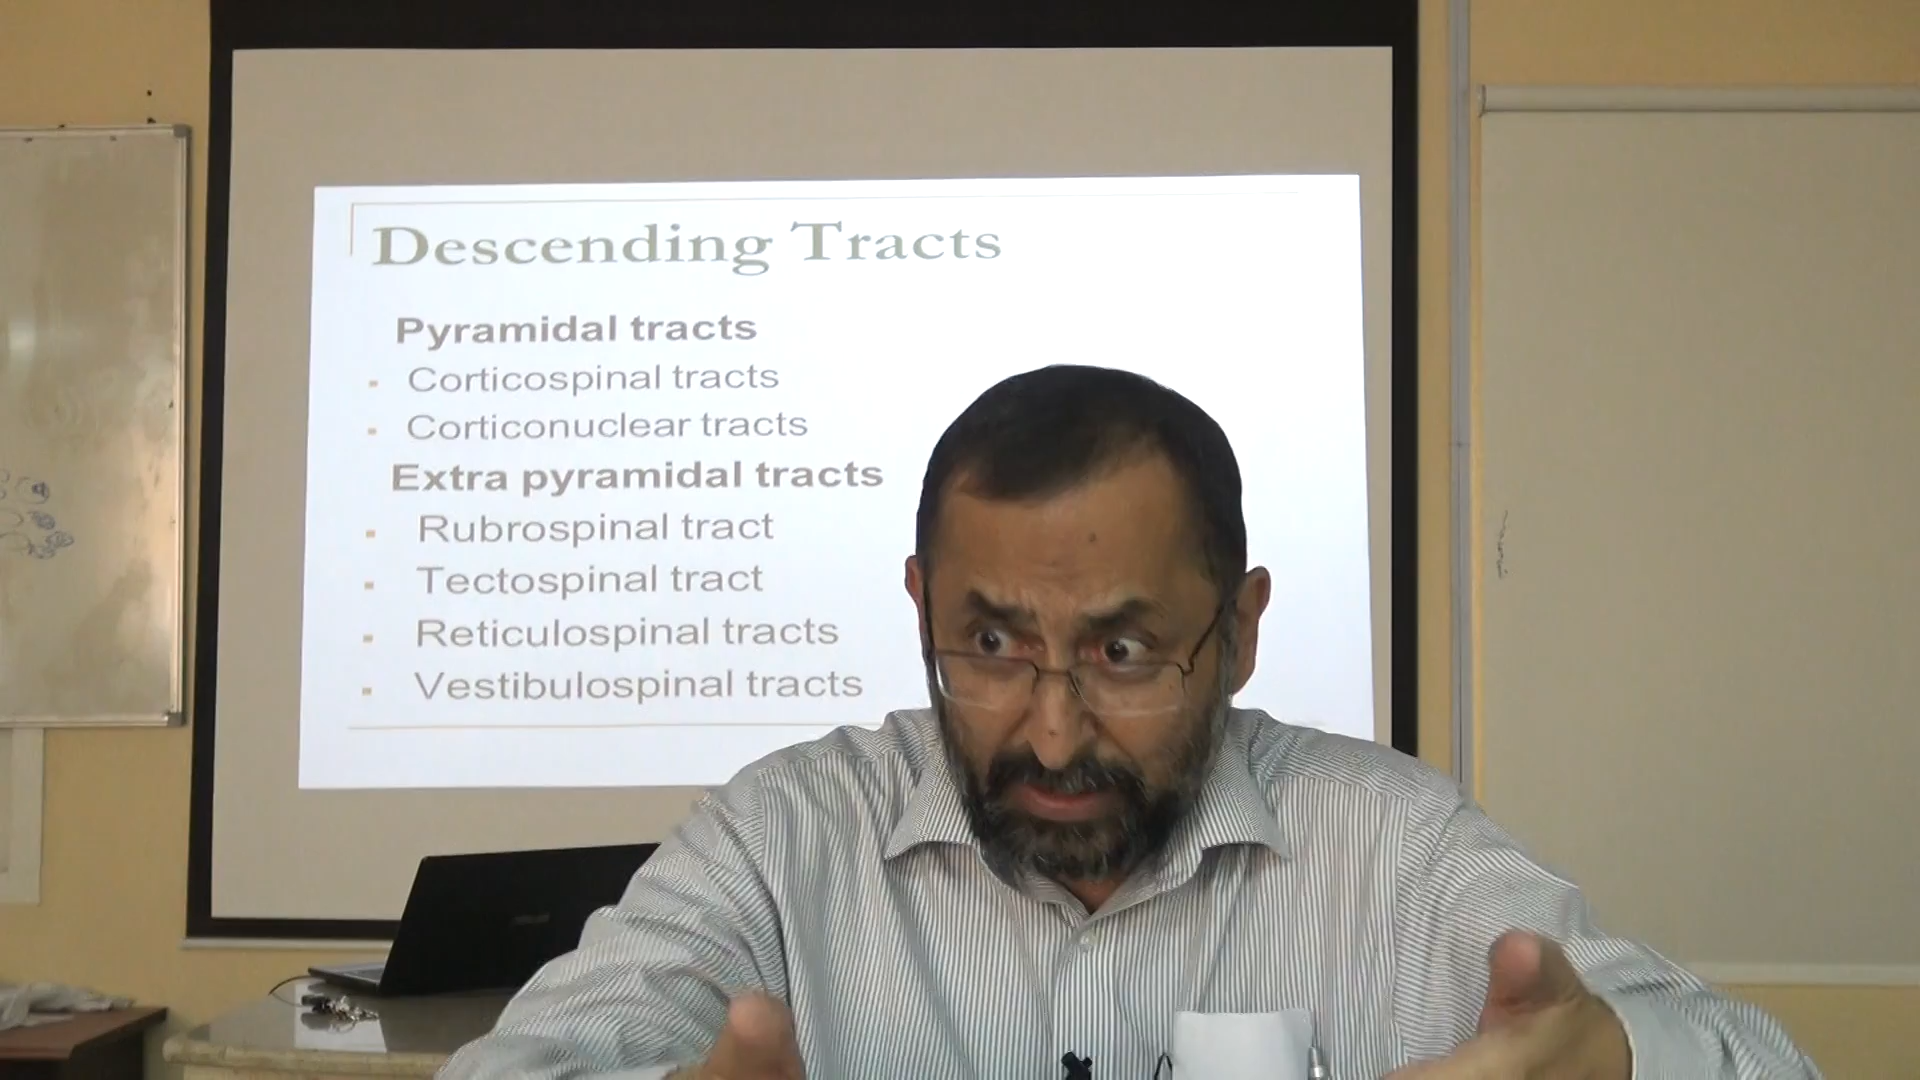 Descending Tracts
Pyramidal tracts
Corticospinal tracts
Corticonuclear tracts
Extra pyramidal tracts
Rubrospinal tract
Tectospinal tract
Reticulospinal tracts
Vestibulospinal tracts